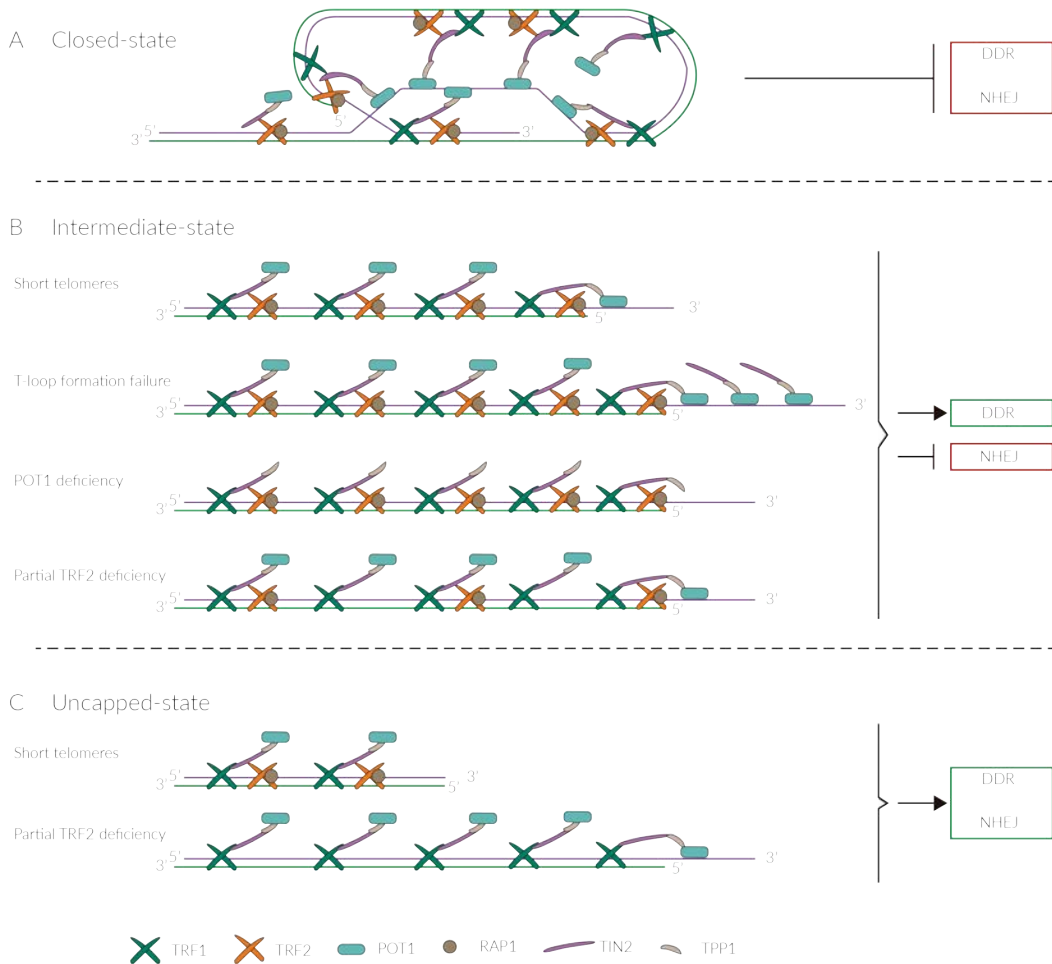 A Closed-state
DDR
NHEJ
5'
3' 5' 3'
B Intermediate-state
Short telomeres
3' 5' 5' 3'
T-loop formation failure
3' 5' 5' 3'
DDR
NHEJ
POT1 deficiency
3' 5' 5' 3'
Partial TRF2 deficiency
3' 5' 5' 3'
C Uncapped-state
Short telomeres
3' 5' 5' 3'
DDR
NHEJ
Partial TRF2 deficiency
3' 5' 5' 3'
TRF1 TRF2 POT1 RAP1 TIN2 TPP1